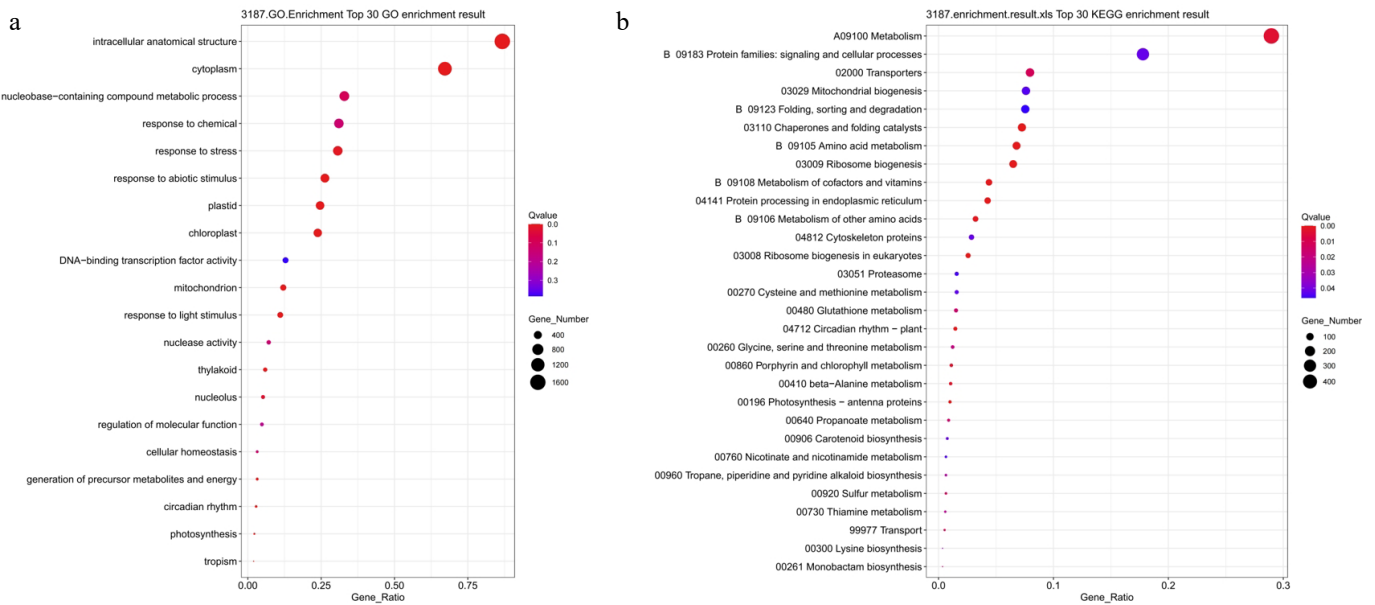 a
3187.GO.Enrichment Top 30 GO enrichment result
intracellular anatomical structure
cytoplasm
nucleobase−containing compound metabolic process
response to chemical
response to stress
response to abiotic stimulus
plastid
chloroplast
DNA−binding transcription factor activity
mitochondrion
response to light stimulus
nuclease activity
thylakoid
nucleolus
regulation of molecular function
cellular homeostasis
generation of precursor metabolites and energy
circadian rhythm
photosynthesis
tropism
0.00 0.25 0.50 0.75
Gene_Ratio
Qvalue
0.0
0.1
0.2
0.3
Gene_Number
400
800
1200
1600
b
3187.enrichment.result.xls Top 30 KEGG enrichment result
A09100 Metabolism
B 09183 Protein families: signaling and cellular processes
02000 Transporters
03029 Mitochondrial biogenesis
B 09123 Folding, sorting and degradation
03110 Chaperones and folding catalysts
B 09105 Amino acid metabolism
03009 Ribosome biogenesis
B 09108 Metabolism of cofactors and vitamins
04141 Protein processing in endoplasmic reticulum
B 09106 Metabolism of other amino acids
04812 Cytoskeleton proteins
03008 Ribosome biogenesis in eukaryotes
03051 Proteasome
00270 Cysteine and methionine metabolism
00480 Glutathione metabolism
04712 Circadian rhythm − plant
00260 Glycine, serine and threonine metabolism
00860 Porphyrin and chlorophyll metabolism
00410 beta−Alanine metabolism
00196 Photosynthesis − antenna proteins
00640 Propanoate metabolism
00906 Carotenoid biosynthesis
00760 Nicotinate and nicotinamide metabolism
00960 Tropane, piperidine and pyridine alkaloid biosynthesis
00920 Sulfur metabolism
00730 Thiamine metabolism
99977 Transport
00300 Lysine biosynthesis
00261 Monobactam biosynthesis
0.0 0.1 0.2 0.3
Gene_Ratio
Qvalue
0.00
0.01
0.02
0.03
0.04
Gene_Number
100
200
300
400